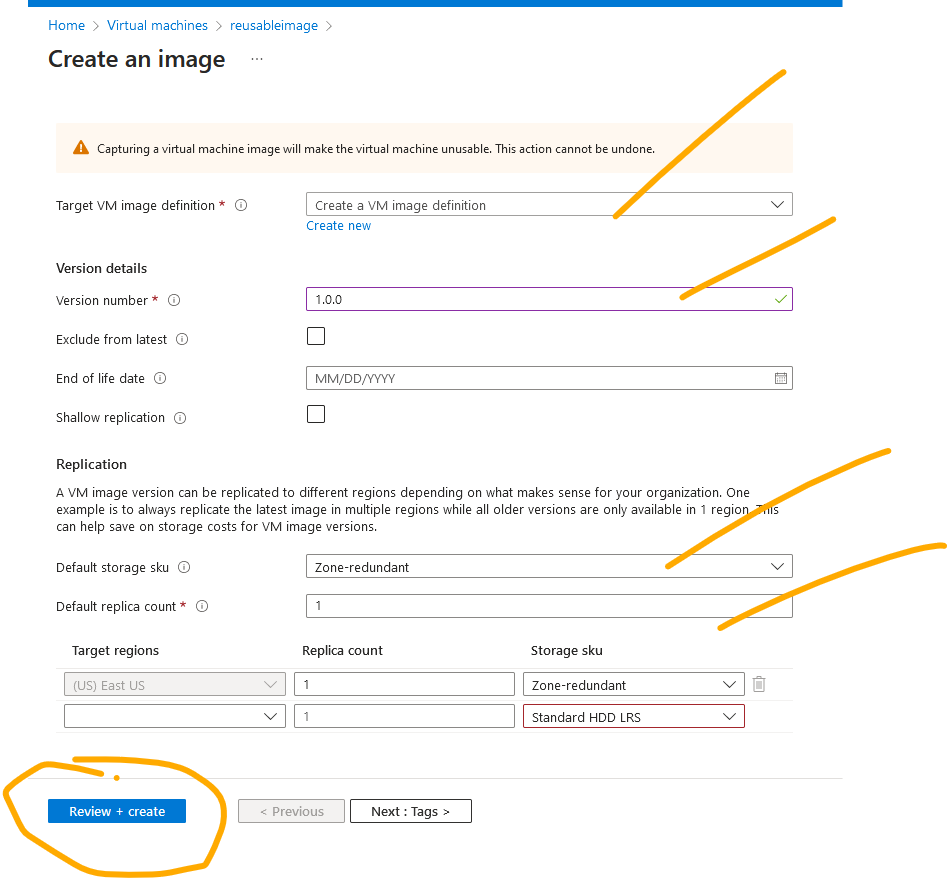 Home > Virtual machines > reusableimage >
Create an image ...
Capturing a virtual machine image will make the virtual machine unusable. This action cannot be undone.
Target VM image definition * Create a VM image definition
Create new
Version details
Version number * 1.0.0
Exclude from latest
End of life date MM/DD/YYYY
Shallow replication
Replication
A VM image version can be replicated to different regions depending on what makes sense for your organization. One
example is to always replicate the latest image in multiple regions while all older versions are only available in 1 region. This
can help save on storage costs for VM image versions.
Default storage sku Zone-redundant
Default replica count * 1
Target regions Replica count Storage sku
(US) East US 1 Zone-redundant
1 Standard HDD LRS
Review + create < Previous Next : Tags >